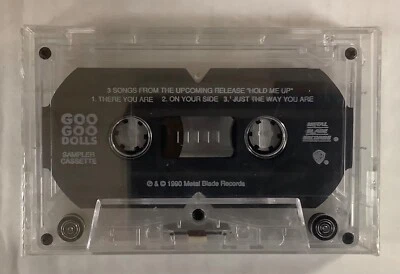 3 SONGS FROM THE UPCOMING RELEASE "HOLD ME UP"
1. THERE YOU ARE 2. ON YOUR SIDE 3. JUST THE WAY YOU ARE
GOO
GOO
DOLLS
SAMPLER
CASSETTE
METAL
BLADE
RECORDS
℗ & © 1990 Metal Blade Records